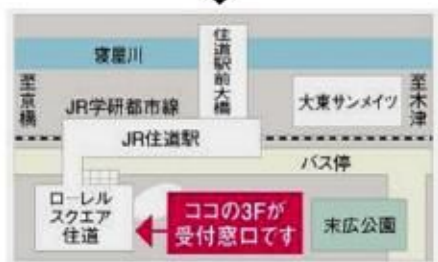 寝屋川
住道駅前大橋
至京橋
JR学研都市線
大東サンメイツ
至木津
JR住道駅
バス停
ローレル
スクエア
住道
ココの3Fが
受付窓口です
末広公園